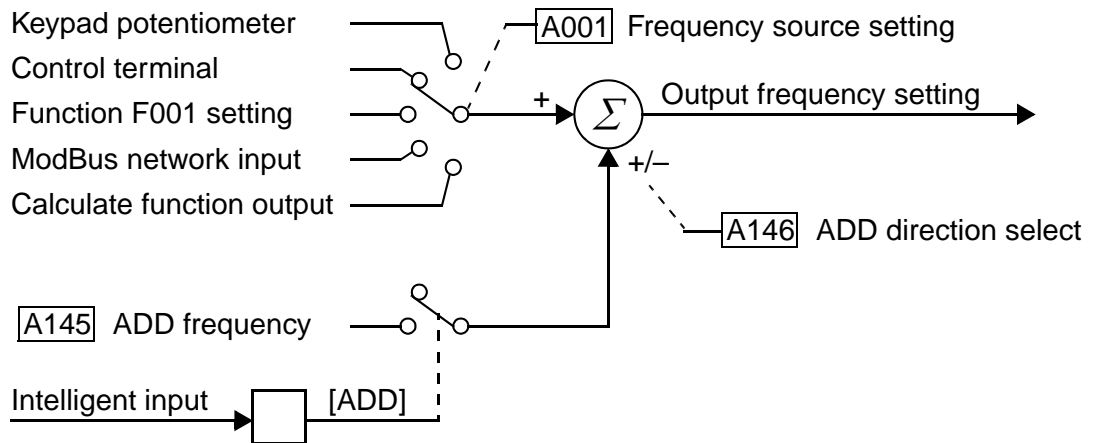 Keypad potentiometer
A001 Frequency source setting
Control terminal
Function F001 setting
+
Σ
Output frequency setting
ModBus network input
+/–
Calculate function output
A146 ADD direction select
A145 ADD frequency
Intelligent input
[ADD]